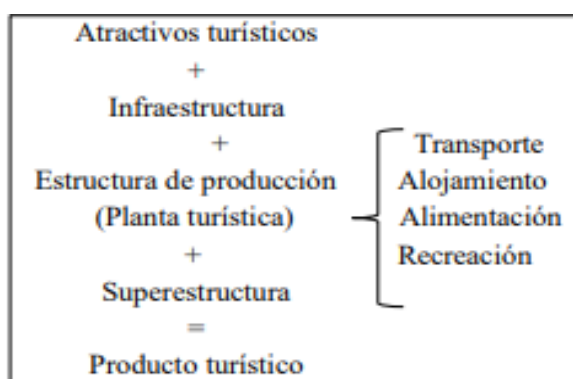 Atractivos turísticos
+
Infraestructura
+
Estructura de producción
(Planta turística)
+
Superestructura
=
Producto turístico
Transporte
Alojamiento
Alimentación
Recreación